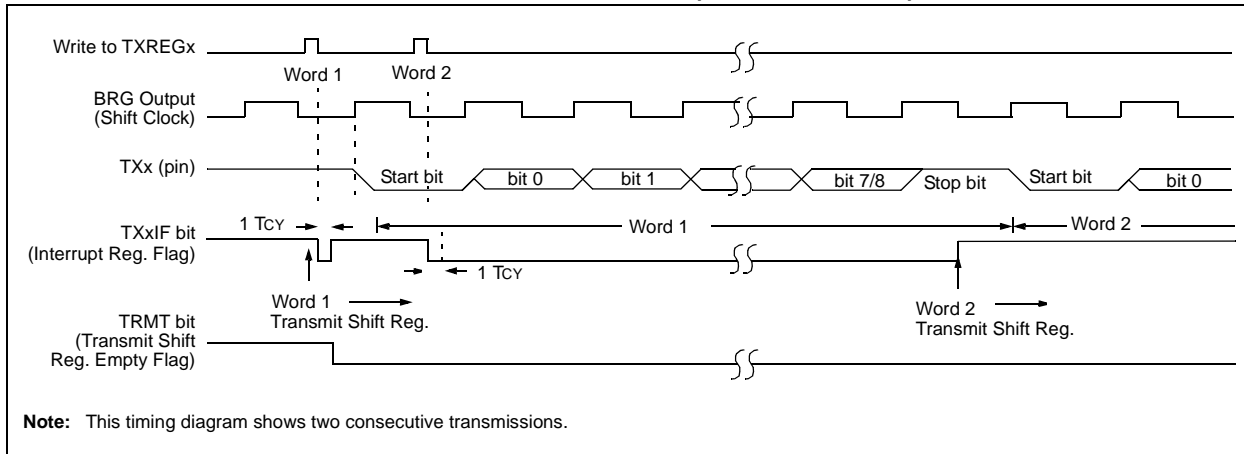 Write to TXREGx
Word 1
Word 2
BRG Output
(Shift Clock)
TXx (pin)
Start bit
bit 0
bit 1
bit 7/8
Stop bit
Start bit
bit 0
1 TCY
TXxIF bit
(Interrupt Reg. Flag)
Word 1
Word 2
1 TCY
Word 1
Transmit Shift Reg.
Word 2
Transmit Shift Reg.
TRMT bit
(Transmit Shift
Reg. Empty Flag)
Note: This timing diagram shows two consecutive transmissions.